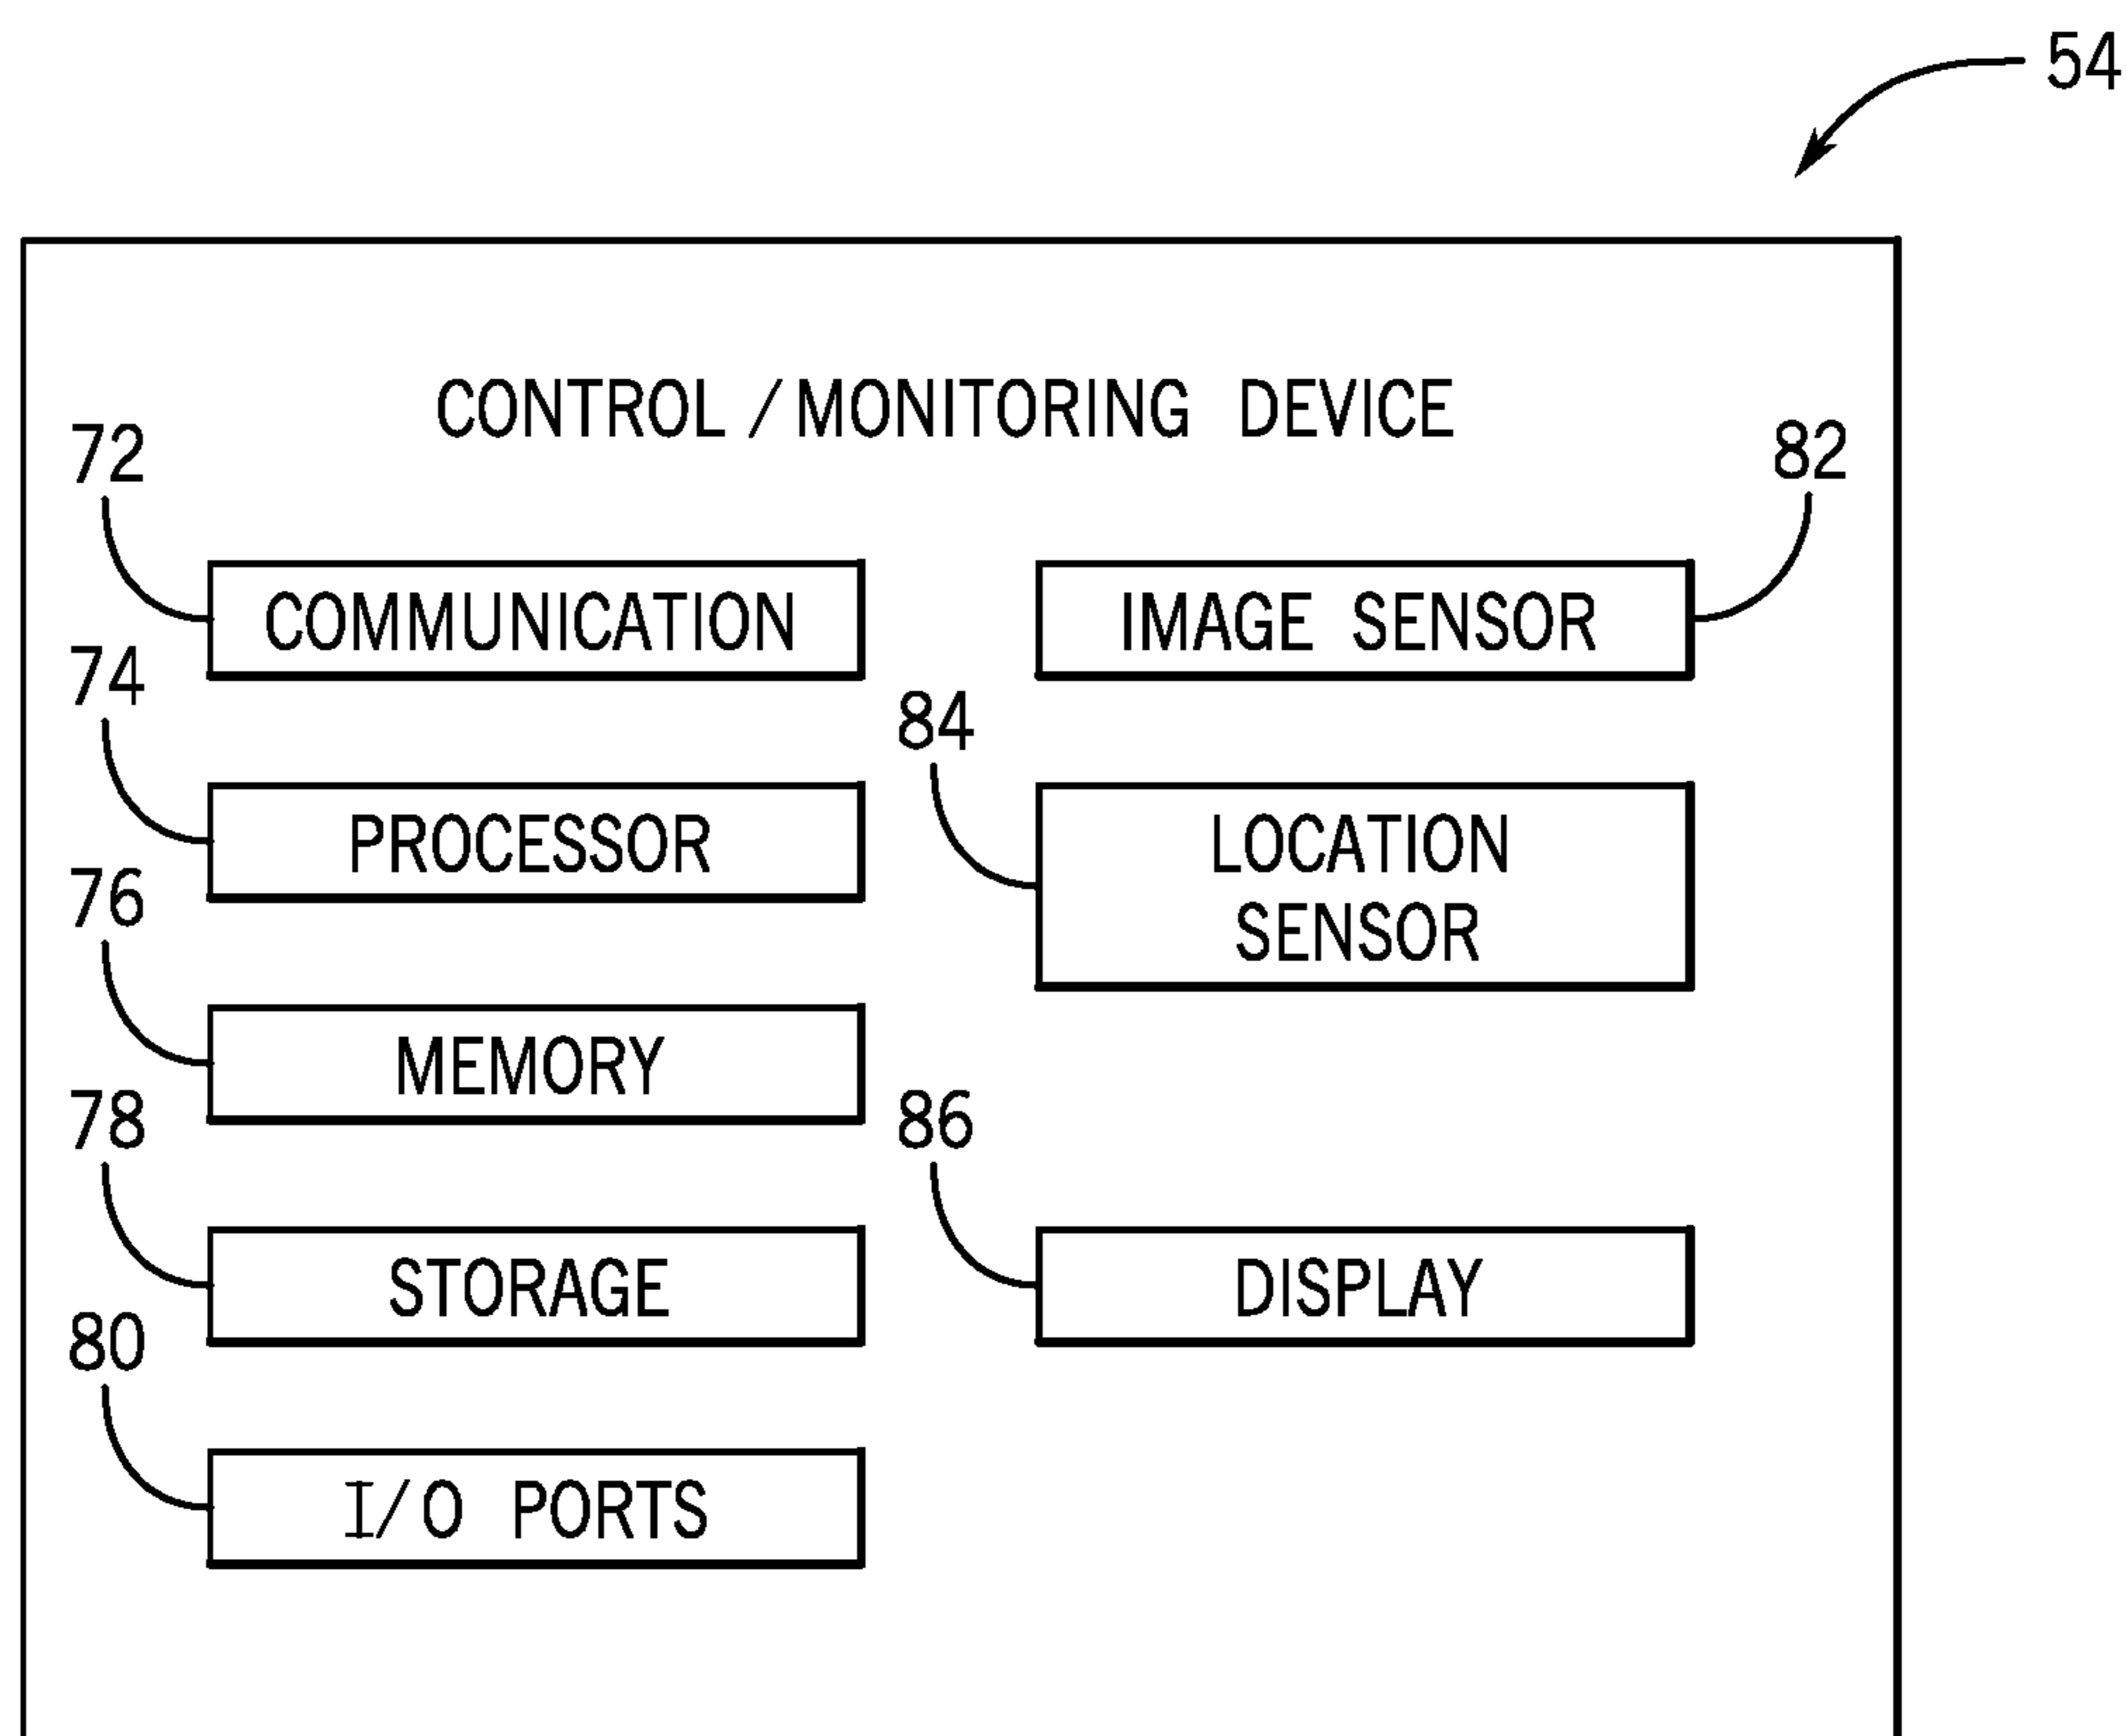 54
CONTROL / MONITORING DEVICE
72
82
COMMUNICATION
IMAGE SENSOR
74
84
PROCESSOR
LOCATION
SENSOR
76
MEMORY
78
86
STORAGE
DISPLAY
80
I/O PORTS